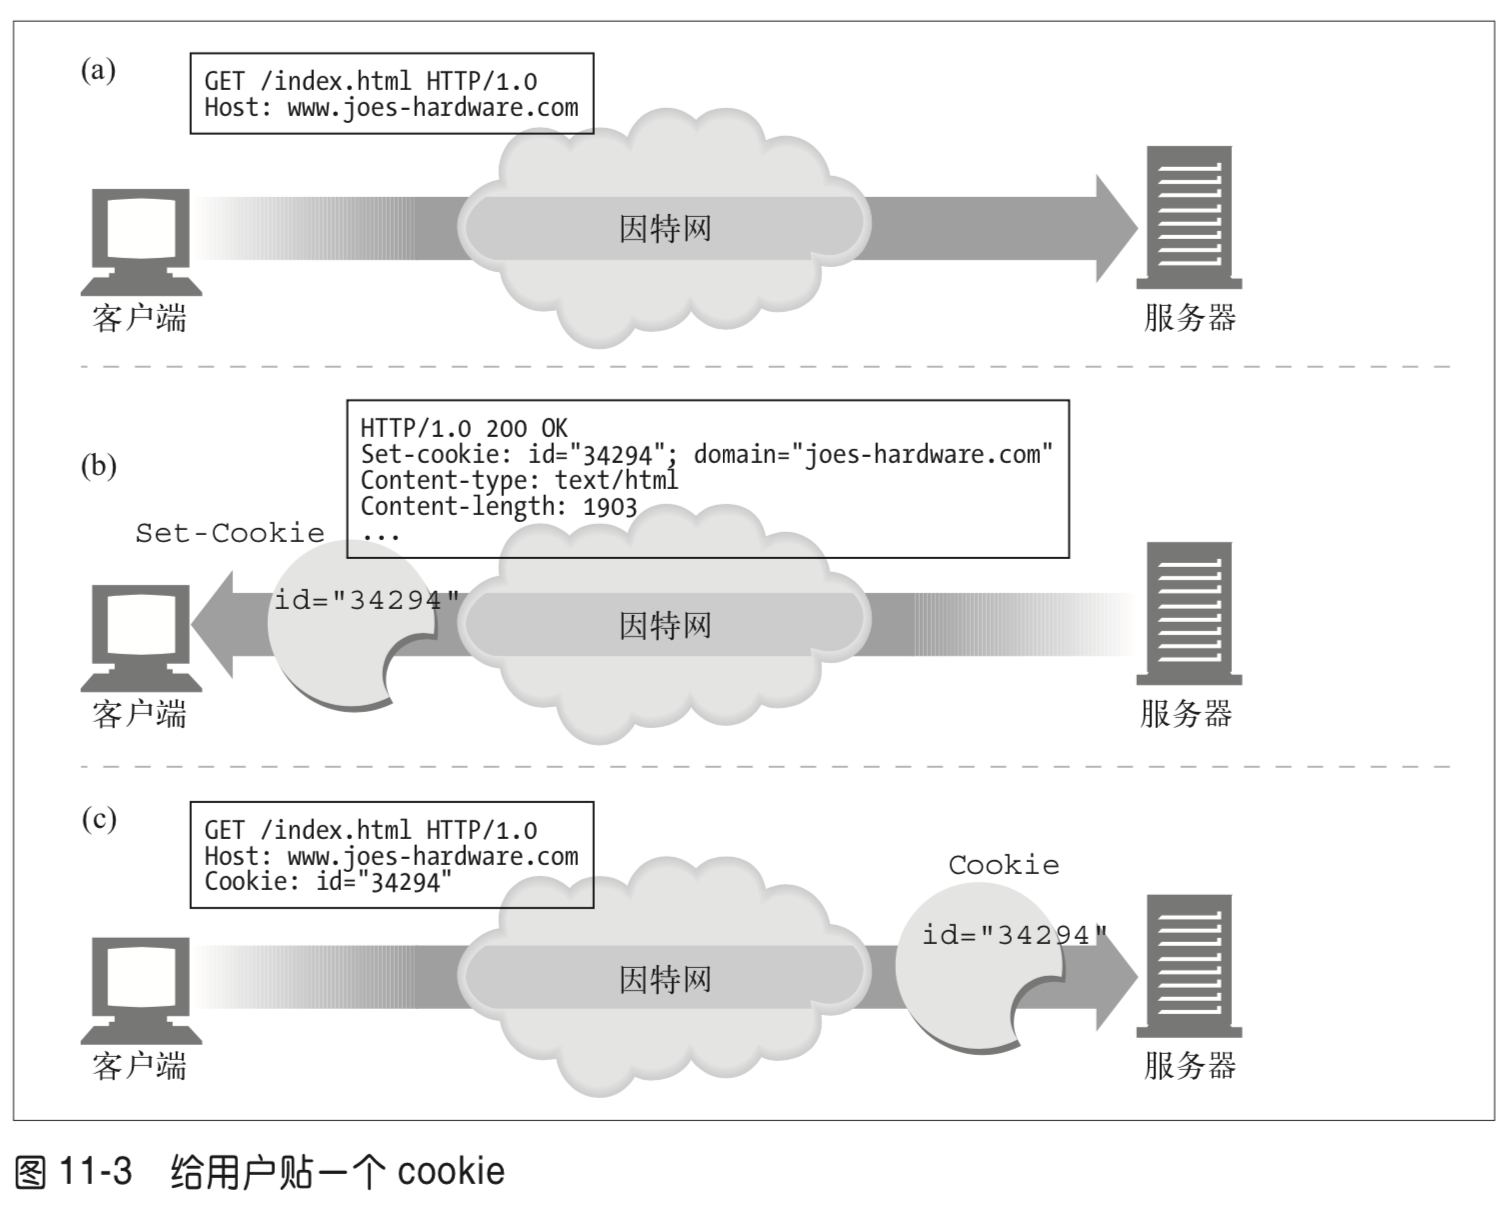 (a)
GET /index.html HTTP/1.0
Host: www.joes-hardware.com
因特网
客户端
服务器
(b)
HTTP/1.0 200 OK
Set-cookie: id="34294"; domain="joes-hardware.com"
Content-type: text/html
Content-length: 1903
...
Set-Cookie
id="34294"
因特网
客户端
服务器
(c)
GET /index.html HTTP/1.0
Host: www.joes-hardware.com
Cookie: id="34294"
Cookie
id="34294"
因特网
客户端
服务器
图 11-3 给用户贴一个 cookie